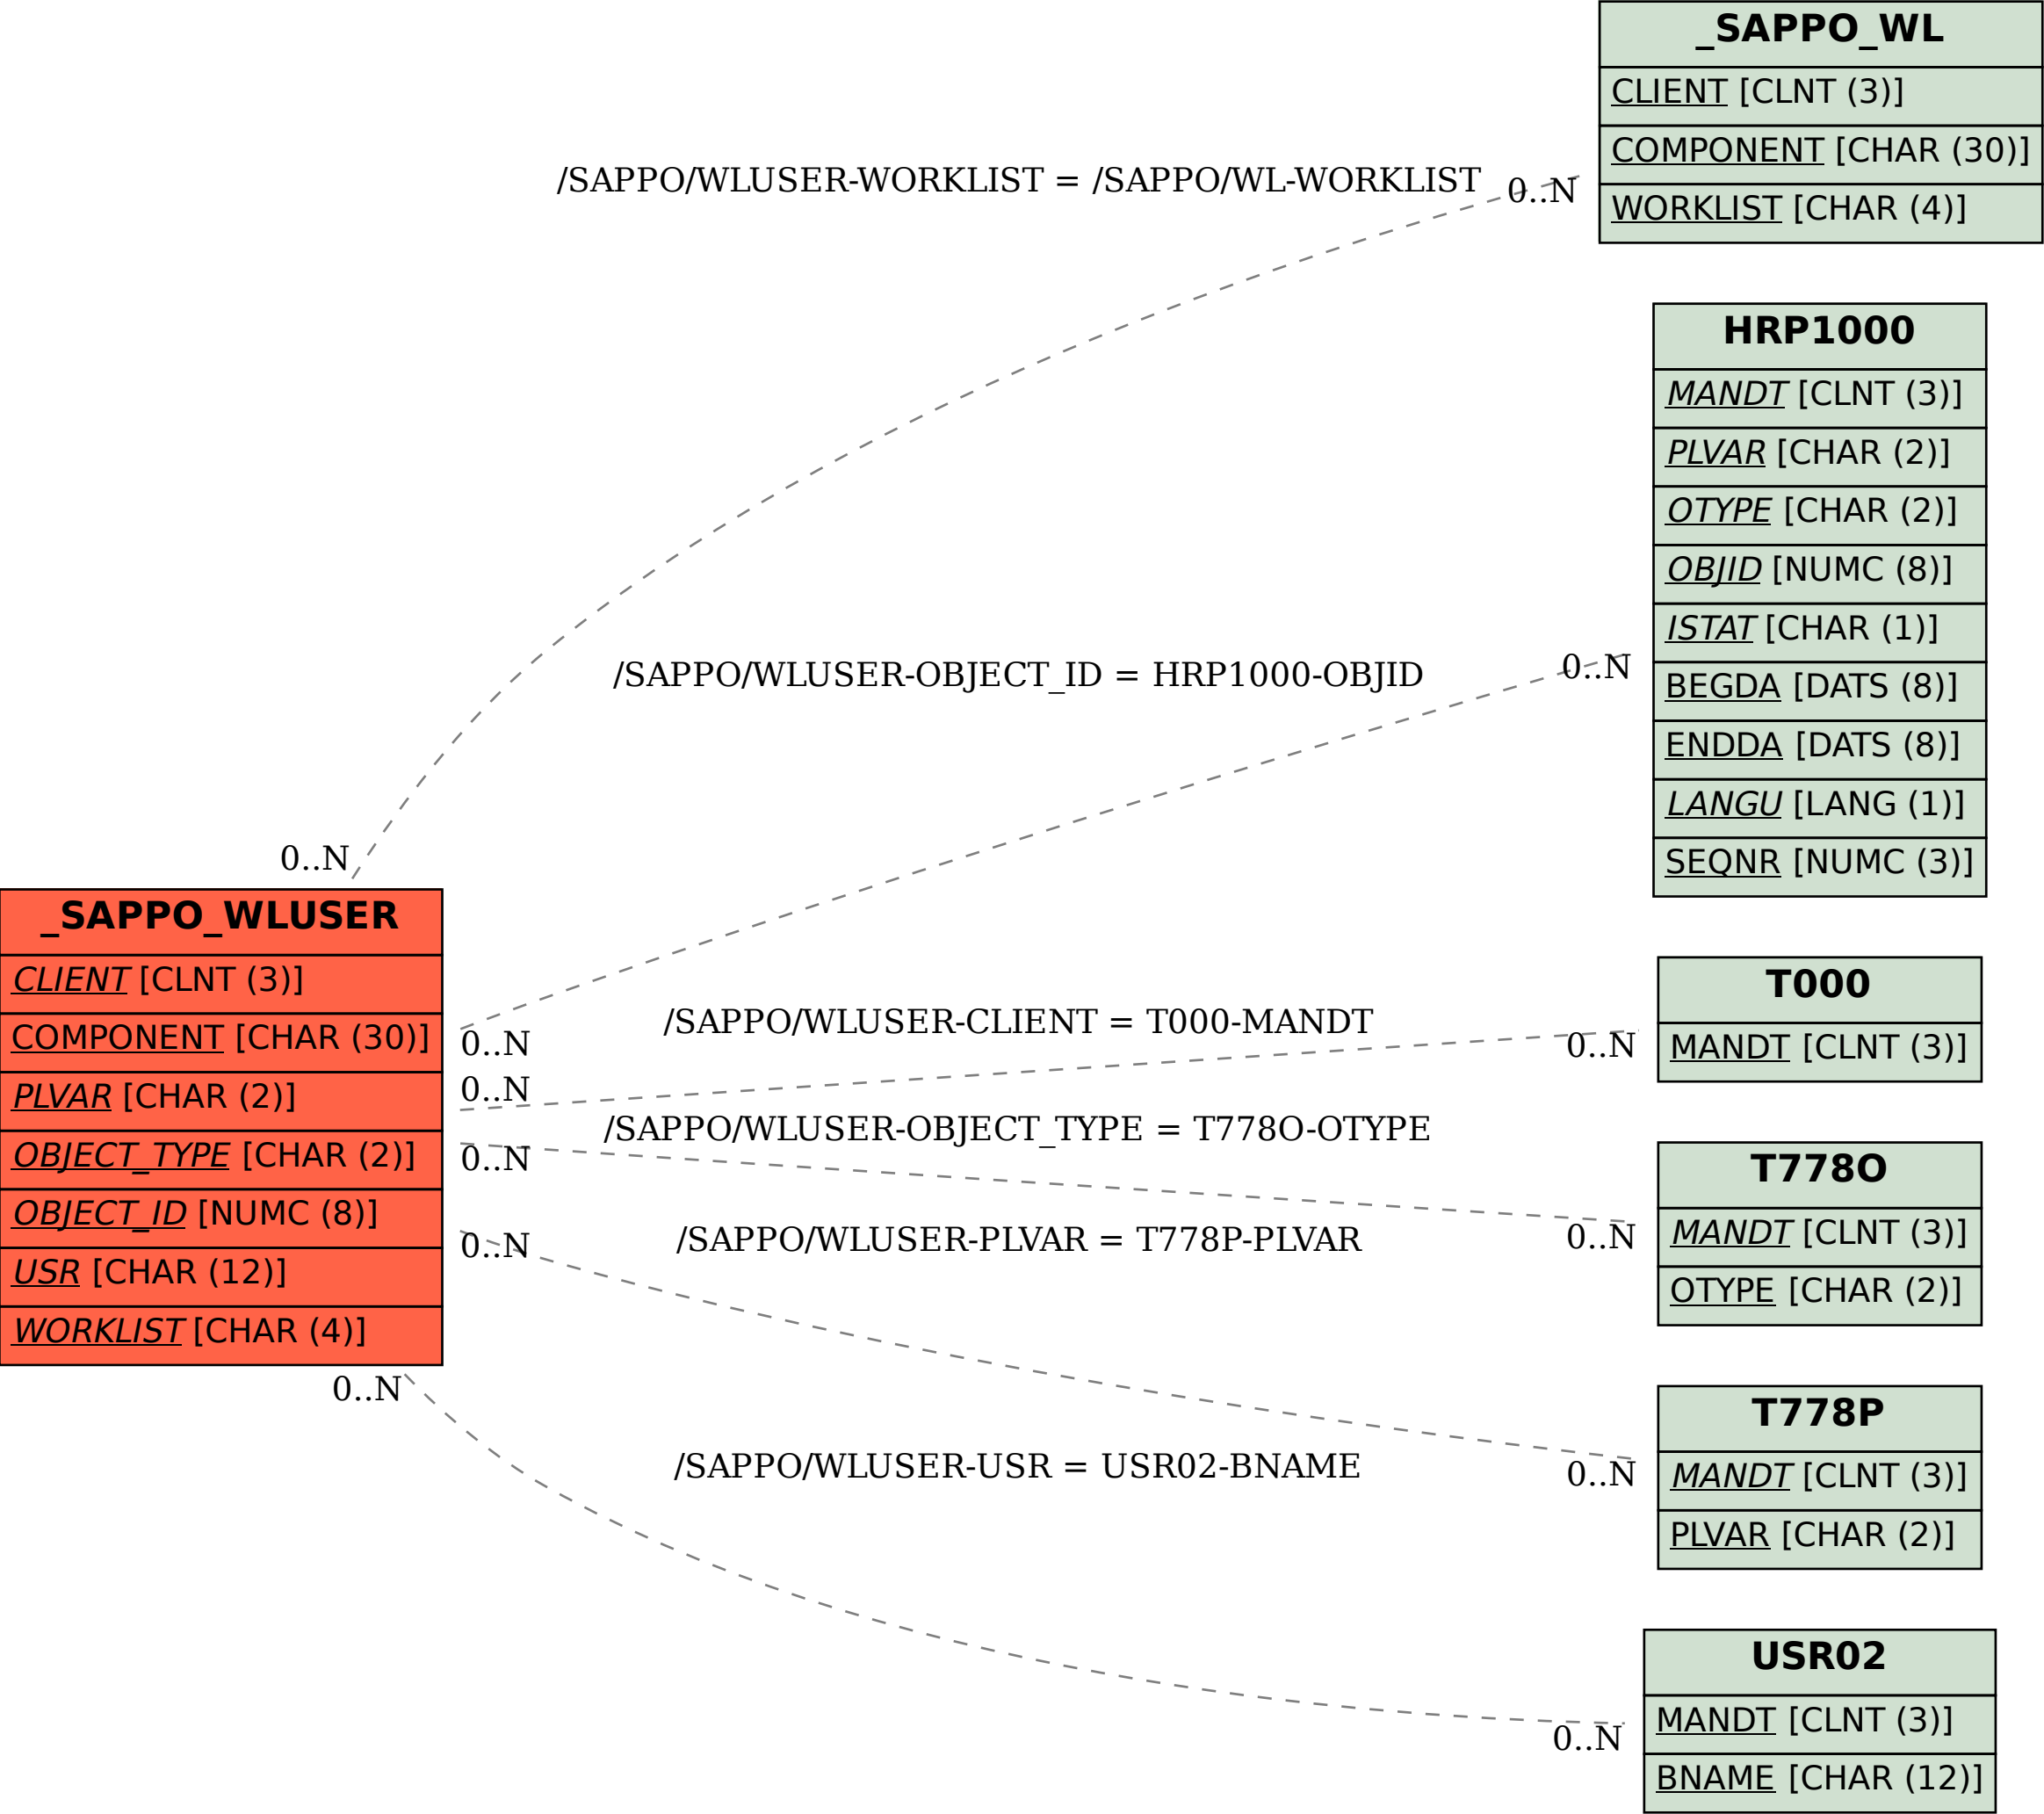 _SAPPO_WL
CLIENT [CLNT (3)]
COMPONENT [CHAR (30)]
WORKLIST [CHAR (4)]
/SAPPO/WLUSER-WORKLIST = /SAPPO/WL-WORKLIST
0..N
0..N
HRP1000
MANDT [CLNT (3)]
PLVAR [CHAR (2)]
OTYPE [CHAR (2)]
OBJID [NUMC (8)]
ISTAT [CHAR (1)]
BEGDA [DATS (8)]
ENDDA [DATS (8)]
LANGU [LANG (1)]
SEQNR [NUMC (3)]
/SAPPO/WLUSER-OBJECT_ID = HRP1000-OBJID
0..N
0..N
_SAPPO_WLUSER
CLIENT [CLNT (3)]
COMPONENT [CHAR (30)]
PLVAR [CHAR (2)]
OBJECT_TYPE [CHAR (2)]
OBJECT_ID [NUMC (8)]
USR [CHAR (12)]
WORKLIST [CHAR (4)]
/SAPPO/WLUSER-CLIENT = T000-MANDT
0..N
0..N
T000
MANDT [CLNT (3)]
/SAPPO/WLUSER-OBJECT_TYPE = T778O-OTYPE
0..N
0..N
T778O
MANDT [CLNT (3)]
OTYPE [CHAR (2)]
/SAPPO/WLUSER-PLVAR = T778P-PLVAR
0..N
0..N
T778P
MANDT [CLNT (3)]
PLVAR [CHAR (2)]
/SAPPO/WLUSER-USR = USR02-BNAME
0..N
0..N
USR02
MANDT [CLNT (3)]
BNAME [CHAR (12)]